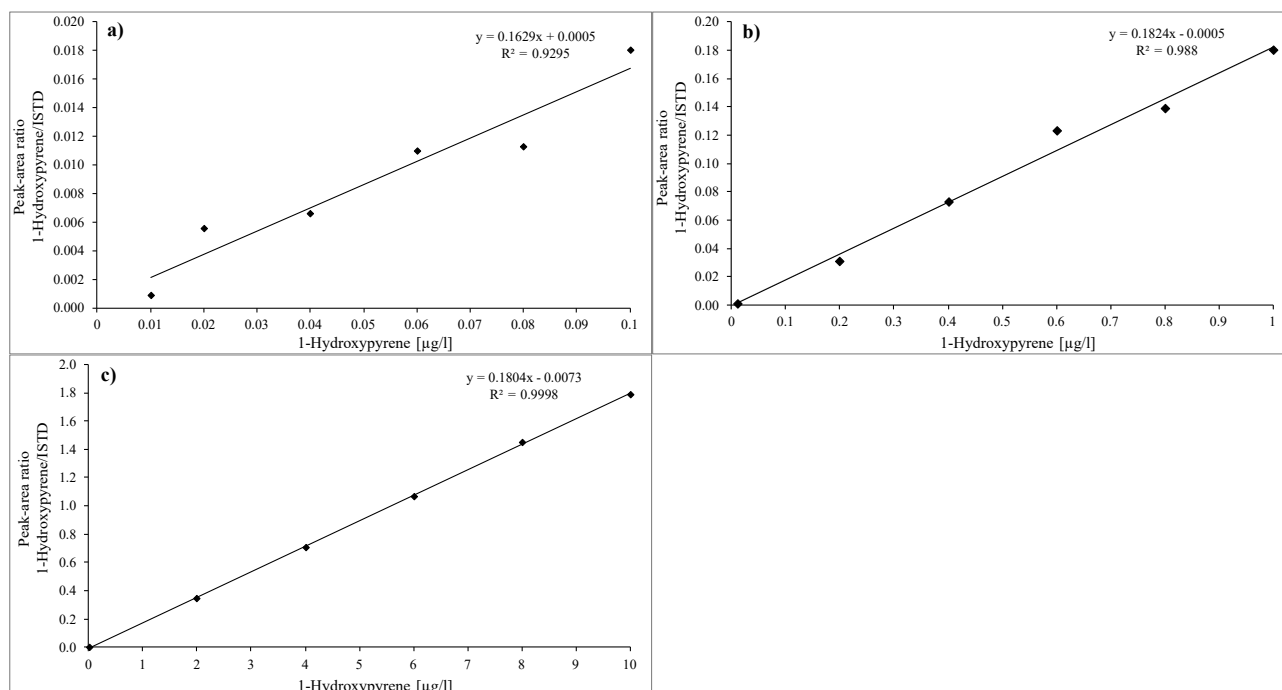 a)
y = 0.1629x + 0.0005
R² = 0.9295
Peak-area ratio
1-Hydroxypyrene/ISTD
0.020
0.018
0.016
0.014
0.012
0.010
0.008
0.006
0.004
0.002
0.000
0 0.01 0.02 0.03 0.04 0.05 0.06 0.07 0.08 0.09 0.1
1-Hydroxypyrene [µg/l]
b)
y = 0.1824x - 0.0005
R² = 0.988
Peak-area ratio
1-Hydroxypyrene/ISTD
0.20
0.18
0.16
0.14
0.12
0.10
0.08
0.06
0.04
0.02
0.00
0 0.1 0.2 0.3 0.4 0.5 0.6 0.7 0.8 0.9 1
1-Hydroxypyrene [µg/l]
c)
y = 0.1804x - 0.0073
R² = 0.9998
Peak-area ratio
1-Hydroxypyrene/ISTD
2.0
1.8
1.6
1.4
1.2
1.0
0.8
0.6
0.4
0.2
0.0
0 1 2 3 4 5 6 7 8 9 10
1-Hydroxypyrene [µg/l]